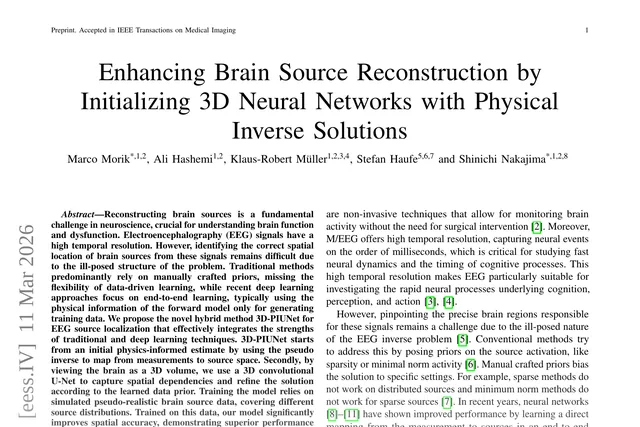 Preprint. Accepted in IEEE Transactions on Medical Imaging
1
Enhancing Brain Source Reconstruction by
Initializing 3D Neural Networks with Physical
Inverse Solutions
Marco Morik*,1,2, Ali Hashemi1,2, Klaus-Robert Müller1,2,3,4, Stefan Haufe5,6,7 and Shinichi Nakajima*,1,2,8
[eess.IV] 11 Mar 2026
Abstract—Reconstructing brain sources is a fundamental
challenge in neuroscience, crucial for understanding brain function
and dysfunction. Electroencephalography (EEG) signals have a
high temporal resolution. However, identifying the correct spatial
location of brain sources from these signals remains difficult due
to the ill-posed structure of the problem. Traditional methods
predominantly rely on manually crafted priors, missing the
flexibility of data-driven learning, while recent deep learning
approaches focus on end-to-end learning, typically using the
physical information of the forward model only for generating
training data. We propose the novel hybrid method 3D-PIUNet for
EEG source localization that effectively integrates the strengths
of traditional and deep learning techniques. 3D-PIUNet starts
from an initial physics-informed estimate by using the pseudo
inverse to map from measurements to source space. Secondly, by
viewing the brain as a 3D volume, we use a 3D convolutional
U-Net to capture spatial dependencies and refine the solution
according to the learned data prior. Training the model relies on
simulated pseudo-realistic brain source data, covering different
source distributions. Trained on this data, our model significantly
improves spatial accuracy, demonstrating superior performance
are non-invasive techniques that allow for monitoring brain
activity without the need for surgical intervention [2]. Moreover,
M/EEG offers high temporal resolution, capturing neural events
on the order of milliseconds, which is critical for studying fast
neural dynamics and the timing of cognitive processes. This
high temporal resolution makes EEG particularly suitable for
investigating the rapid neural processes underlying cognition,
perception, and action [3], [4].
However, pinpointing the precise brain regions responsible
for these signals remains a challenge due to the ill-posed nature
of the EEG inverse problem [5]. Conventional methods try
to address this by posing priors on the source activation, like
sparsity or minimal norm activity [6]. Manual crafted priors bias
the solution to specific settings. For example, sparse methods do
not work on distributed sources and minimum norm methods do
not work for sparse sources [7]. In recent years, neural networks
[8]–[11] have shown improved performance by learning a direct
mapping from the measurement to sources in an end-to-end